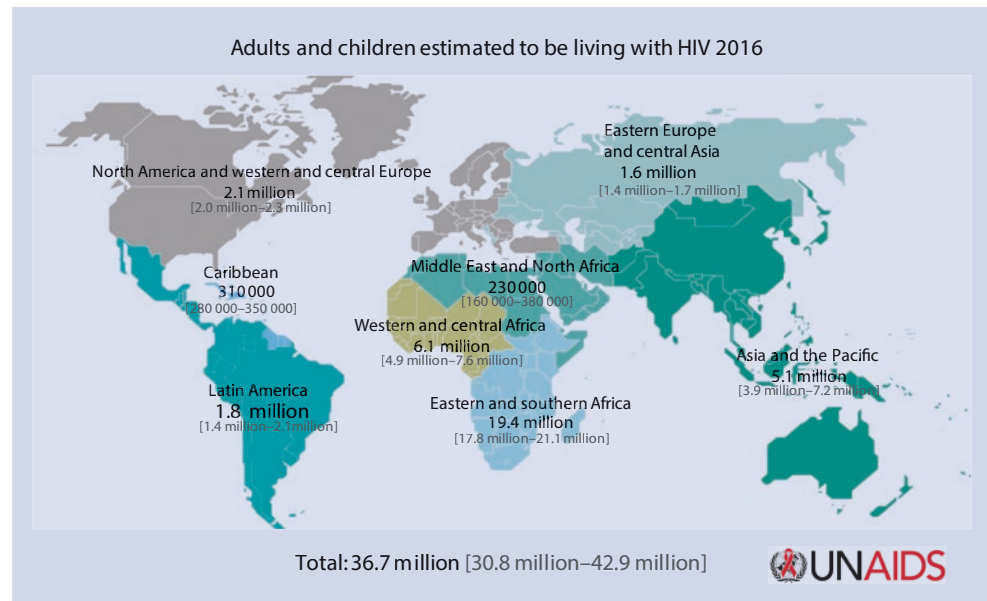 Adults and children estimated to be living with HIV 2016
Eastern Europe
and central Asia
1.6 million
[1.4 million–1.7 million]
North America and western and central Europe
2.1 million
[2.0 million–2.3 million]
Middle East and North Africa
230 000
[160 000–380 000]
Caribbean
310 000
[280 000–350 000]
Western and central Africa
6.1 million
[4.9 million–7.6 million]
Asia and the Pacific
5.1 million
[3.9 million–7.2 million]
Latin America
1.8 million
[1.4 million–2.1million]
Eastern and southern Africa
19.4 million
[17.8 million–21.1 million]
Total: 36.7 million [30.8 million–42.9 million]
UNAIDS